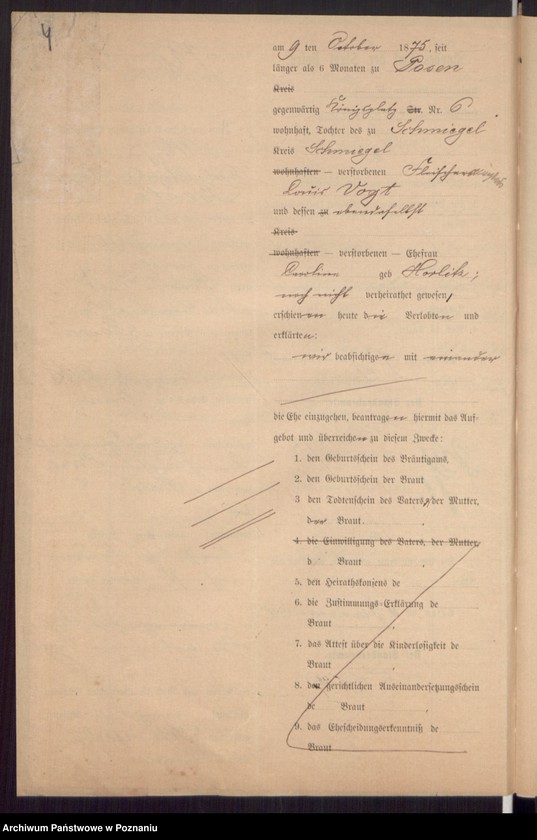 4
am 9 ten October 1875, seit
länger als 6 Monaten zu Posen
Kreis
gegenwärtig Königsplatz Str. Nr. 6
wohnhaft, Tochter des zu Schmiegel
Kreis Schmiegel
wohnhaften — verstorbenen
Louis Vogt
und dessen zu ebendaselbst
Kreis
wohnhaften — verstorbenen — Ehefrau
geb Horlitz;
noch nicht verheirathet gewesen,
erschienen heute die Verlobten und
erklärten:
wir beabsichtigen mit einander
die Ehe einzugehen, beantragen hiermit das Auf-
gebot und überreichen zu diesem Zwecke:
1. den Geburtsschein des Bräutigams,
2. den Geburtsschein der Braut
3 den Todtenschein des Vaters, der Mutter,
der Braut
4. die Einwilligung des Vaters, der Mutter,
d Braut
5. den Heirathskonsens de
6. die Zustimmungs-Erklärung de
Braut
7. das Attest über die Kinderlosigkeit de
Braut
8. den gerichtlichen Auseinandersetzungsschein
de Braut
9. das Ehescheidungserkenntniß de
Braut
Archiwum Państwowe w Poznaniu